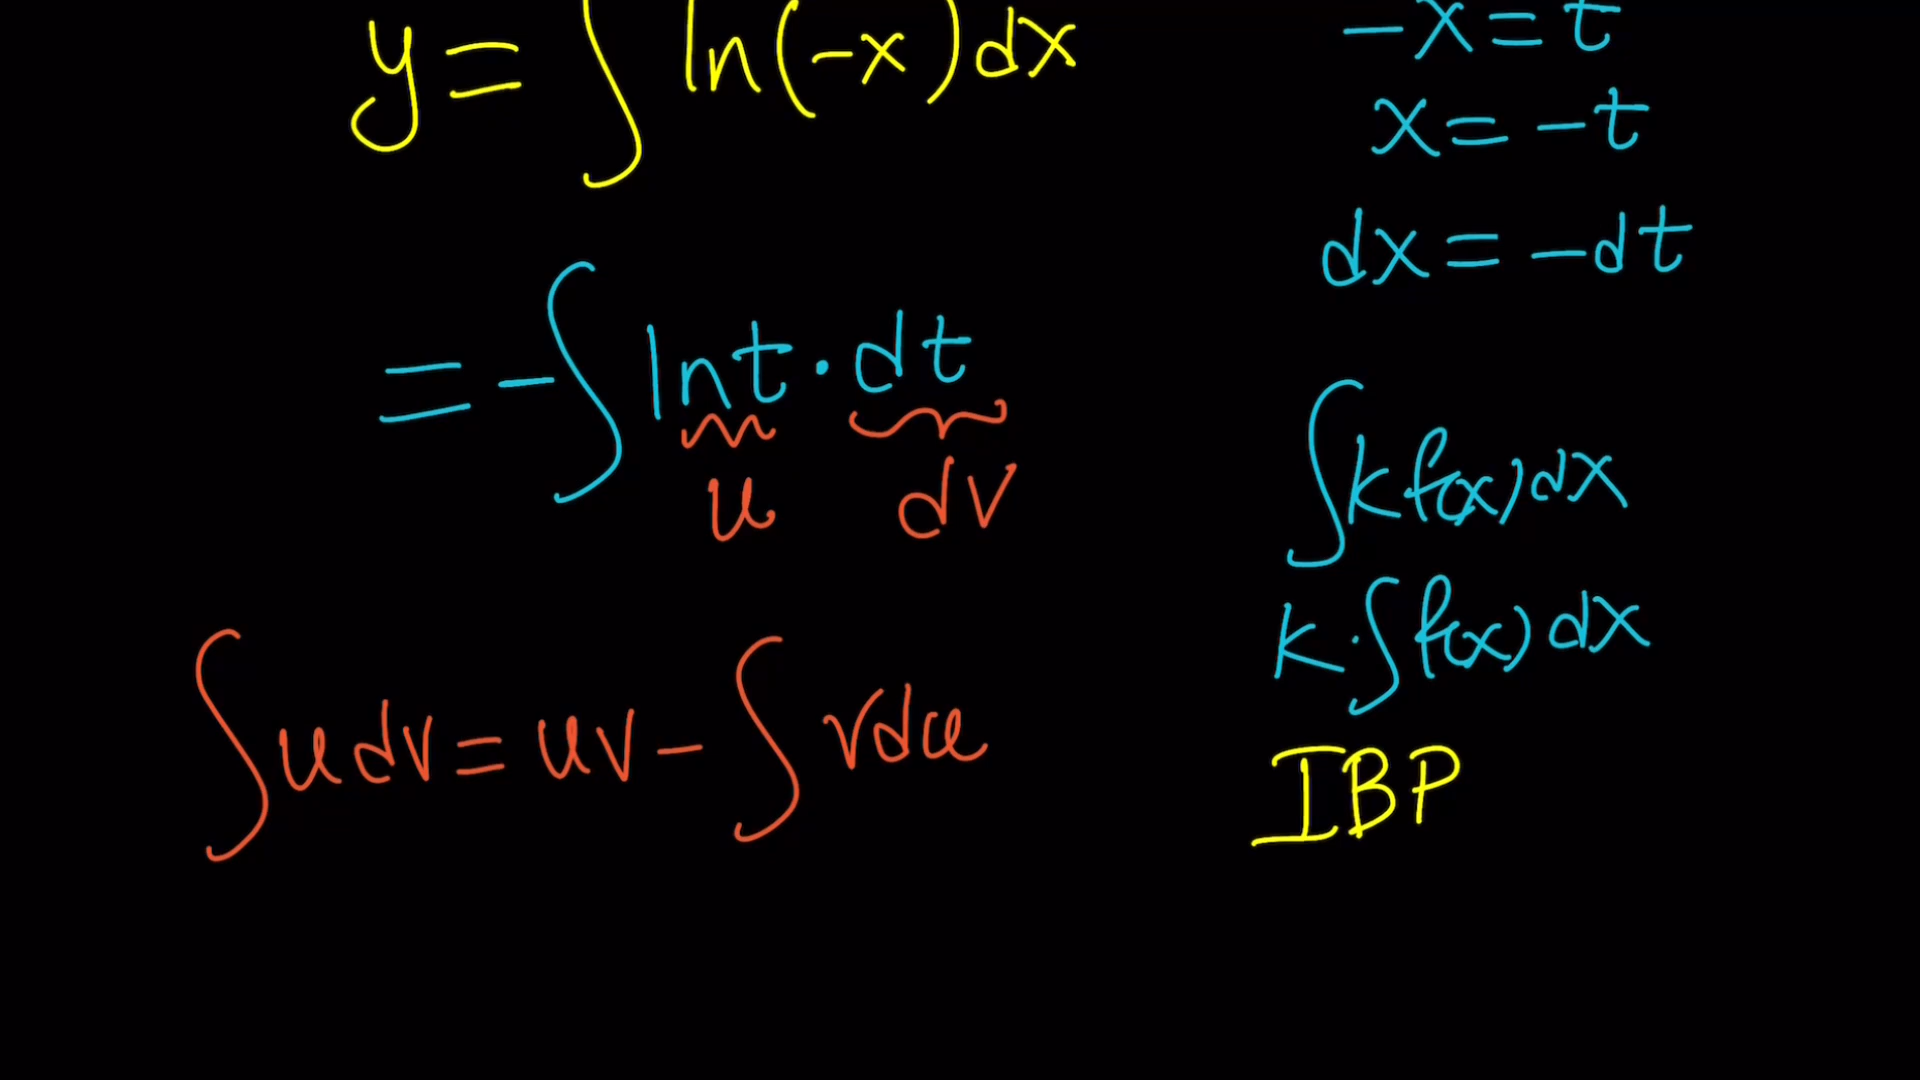 y = ∫ ln(-x) dx
-x = t
x = -t
dx = -dt
= - ∫ ln t · dt
u dv
∫ k f(x) dx
k · ∫ f(x) dx
∫ u dv = uv - ∫ v du
IBP